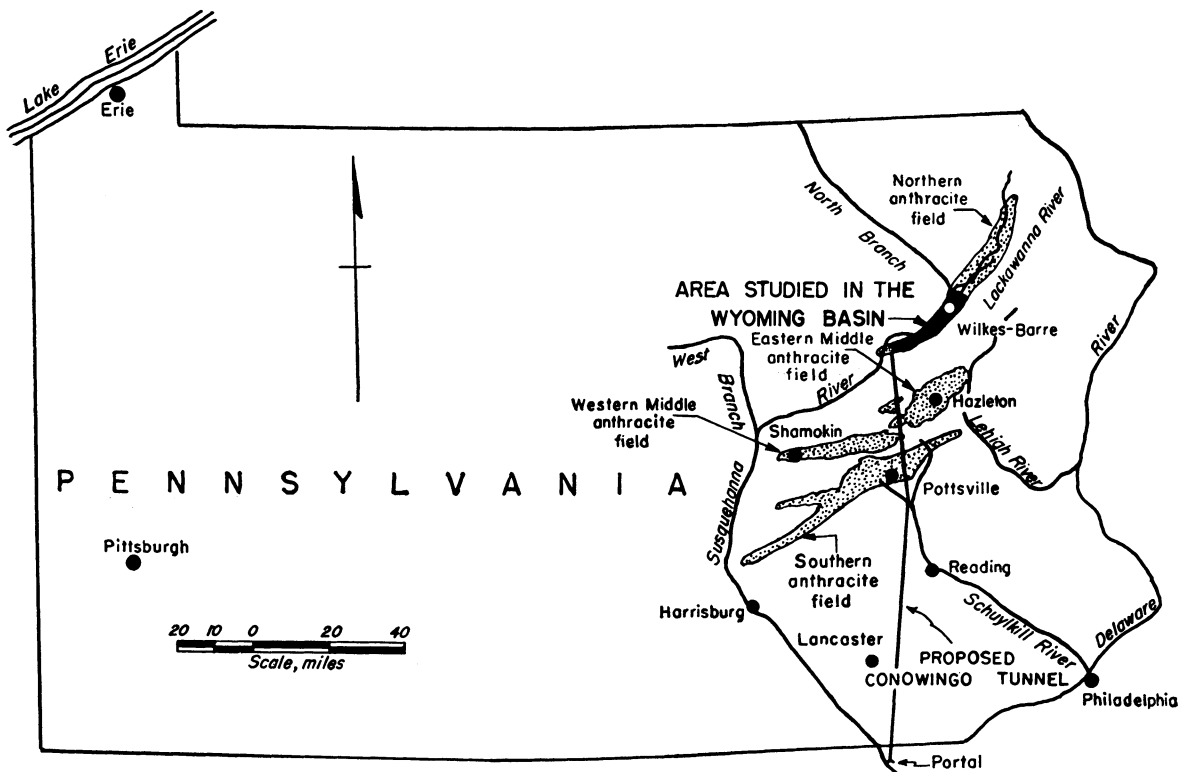 Lake Erie
Erie
North Branch
Northern
anthracite
field
Lackawanna River
AREA STUDIED IN THE
WYOMING BASIN
Wilkes-Barre
Eastern Middle
anthracite
field
West Branch
River
River
Western Middle
anthracite
field
Shamokin
Hazleton
Lehigh River
PENNSYLVANIA
Pottsville
Susquehanna
Pittsburgh
Southern
anthracite
field
Reading
Harrisburg
Schuylkill River
Delaware
20 10 0 20 40
Scale, miles
Lancaster
PROPOSED
CONOWINGO TUNNEL
Philadelphia
Portal